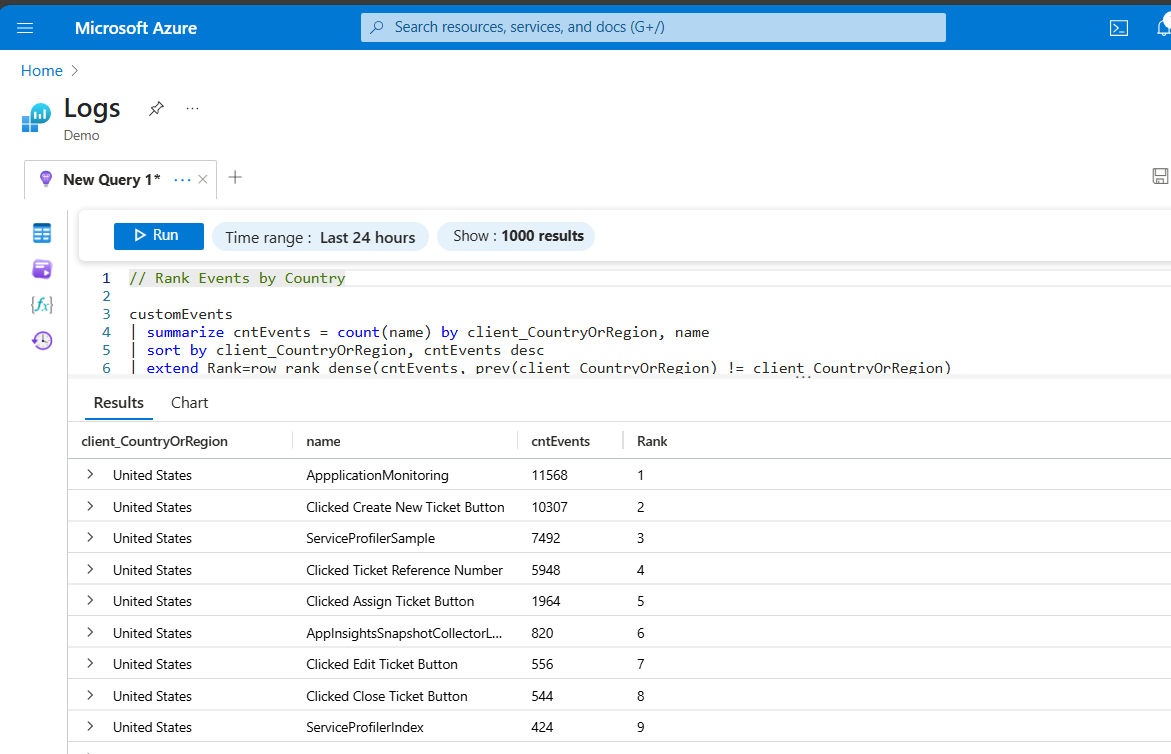 Microsoft Azure
Search resources, services, and docs (G+/)
Home
Logs
Demo
New Query 1*
Run
Time range : Last 24 hours
Show : 1000 results
1 // Rank Events by Country
2
3 customEvents
4 | summarize cntEvents = count(name) by client_CountryOrRegion, name
5 | sort by client_CountryOrRegion, cntEvents desc
6 | extend Rank=row_rank_dense(cntEvents, prev(client_CountryOrRegion) != client_CountryOrRegion)
Results Chart
client_CountryOrRegion name cntEvents Rank
United States AppplicationMonitoring 11568 1
United States Clicked Create New Ticket Button 10307 2
United States ServiceProfilerSample 7492 3
United States Clicked Ticket Reference Number 5948 4
United States Clicked Assign Ticket Button 1964 5
United States AppInsightsSnapshotCollectorL... 820 6
United States Clicked Edit Ticket Button 556 7
United States Clicked Close Ticket Button 544 8
United States ServiceProfilerIndex 424 9